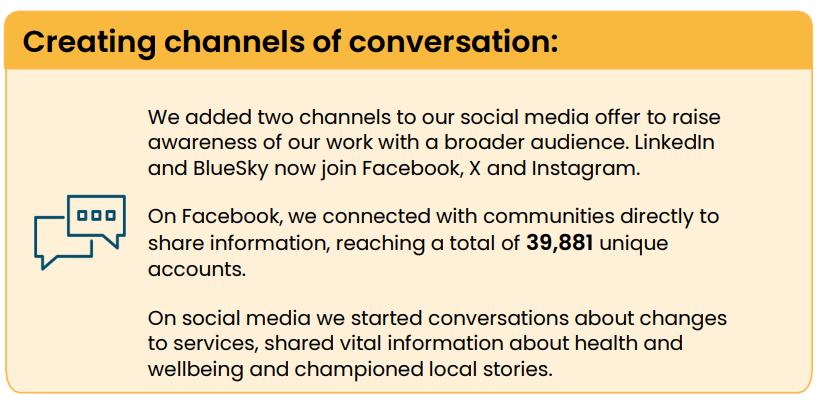 Creating channels of conversation:
We added two channels to our social media offer to raise
awareness of our work with a broader audience. LinkedIn
and BlueSky now join Facebook, X and Instagram.
On Facebook, we connected with communities directly to
share information, reaching a total of 39,881 unique
accounts.
On social media we started conversations about changes
to services, shared vital information about health and
wellbeing and championed local stories.